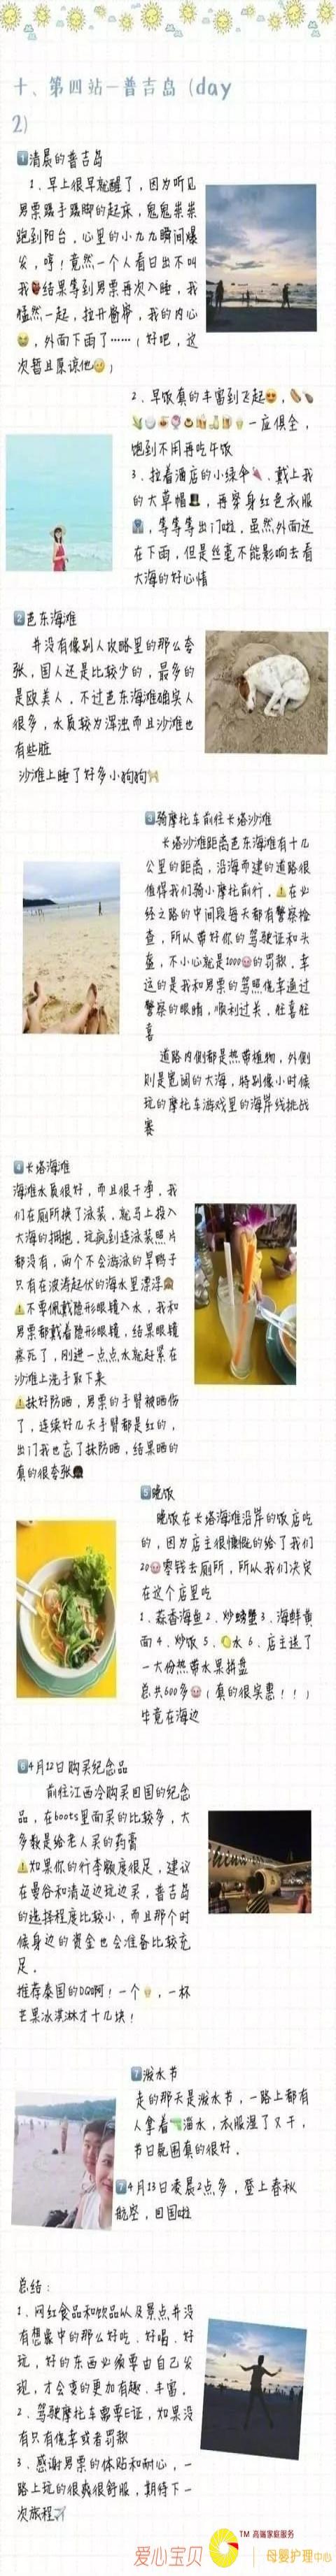 十、第四站—普吉岛（day
2）
1清晨的普吉岛
1、早上很早就醒了，因为听见
男票蹑手蹑脚的起床，鬼鬼祟祟
跑到阳台，心里的小九九瞬间爆
发，哼！竟然一个人看日出不叫
我👺结果等到男票再次入睡，我
猛然一起，拉开窗帘，我的内心
😭，外面下雨了……（好吧，这
次暂且原谅他😏）
2、早饭真的丰富到飞起😍，
一应俱全，
饱到不用再吃午饭
3、拉着酒店的小绿伞🌂、戴上我
的大草帽🎩，再穿身红色衣服
👘，等等等出门啦，虽然外面还
在下雨，但是丝毫不能影响去看
大海的好心情
2芭东海滩
并没有像别人攻略里的那么夸
张，国人还是比较少的，最多的
是欧美人，不过芭东海滩确实人
很多，水质较为浑浊而且沙滩也
有些脏
沙滩上睡了好多小狗狗🐕
3骑摩托车前往长塔沙滩
长塔沙滩距离芭东海滩有十几
公里的距离，沿海而建的道路很
值得我们骑小摩托前行，⚠在必
经之路的中间段每天都有警察检
查，所以带好你的驾驶证和头
盔，不小心就是1000的罚款，幸
运的是我和男票的驾照侥幸通过
警察的眼睛，顺利过关，狂喜狂
喜
道路内侧都是热带植物，外侧
则是宽阔的大海，特别像小时候
玩的摩托车游戏里的海岸线挑战
赛
4长塔海滩
海滩水质很好，而且很干净，我
们在厕所换了泳装，就马上投入
大海的拥抱，玩疯到连泳装照片
都没有，两个不会游泳的旱鸭子
只有在波涛起伏的海水里漂浮
⚠不要佩戴隐形眼镜入水，我和
男票都戴着隐形眼镜，结果眼镜
疼死了，刚进一点点水就赶紧在
沙滩上洗手取下来
⚠抹好防晒，男票的手臂被晒伤
了，连续好几天手臂都是红的，
出门我也忘了抹防晒，结果晒的
真的很夸张
5晚饭
晚饭在长塔海滩沿岸的饭店吃
的，因为店主很慷慨的给了我们
20零钱去厕所，所以我们决定
在这个店里吃
1、蒜香海鱼2、炒螃蟹3、海鲜黄
面4、炒饭5、🍋水6、店主送了
一大份热带水果拼盘
总共600多（真的很实惠！！）
毕竟在海边
6 4月12日购买纪念品
前往江西冷购买回国的纪念
品，在boots里面买的比较多，大
多数是给老人买的药膏
⚠如果你的行李额度很足，建议
在曼谷和清迈边玩边买，普吉岛
的选择程度比较小，而且那个时
候身边的资金也会准备比较充
足。
推荐泰国的DQ啊！一个🍦，一杯
芒果冰淇淋才十几块！
7泼水节
走的那天是泼水节，一路上都有
人拿着🔫滋水，衣服湿了又干，
节日氛围真的很好。
7 4月13日凌晨2点多，登上春秋
航空，回国啦
总结：
1、网红食品和饮品以及景点并没
有想象中的那么好吃、好喝、好
玩，好的东西必须要由自己发
现，才会变的更加有趣、丰富。
2、驾驶摩托车需要E证，如果没
有只有侥幸或者罚款
3、感谢男票的体贴和耐心，一
路上玩的很爽很舒服，期待下一
次旅程✈
爱心宝贝
TM 高端家庭服务
母婴护理中心